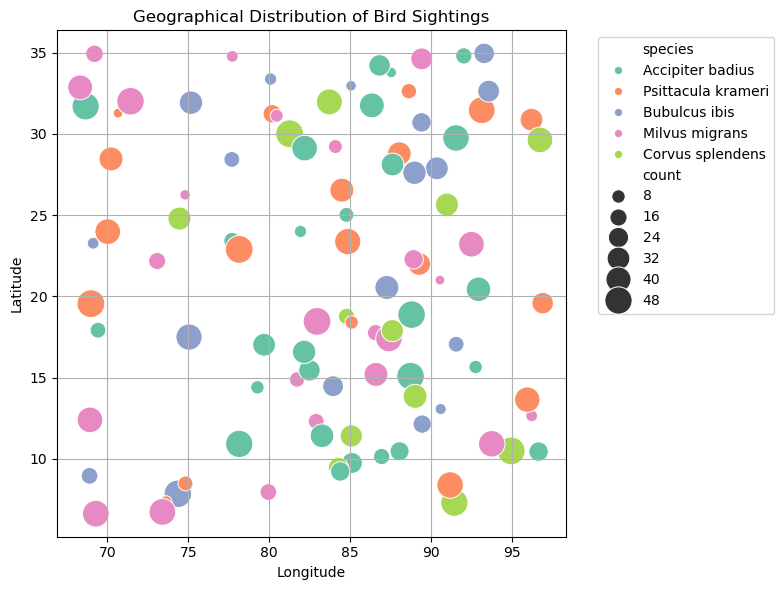 Geographical Distribution of Bird Sightings
35
30
25
20
15
10
Latitude
70
75
80
85
90
95
Longitude
species
Accipiter badius
Psittacula krameri
Bubulcus ibis
Milvus migrans
Corvus splendens
count
8
16
24
32
40
48